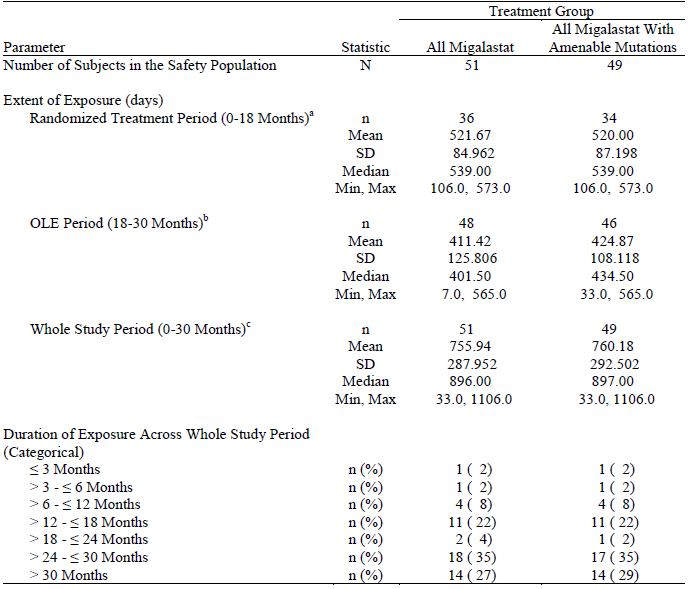 Treatment Group
All Migalastat With
Parameter Statistic All Migalastat Amenable Mutations
Number of Subjects in the Safety Population N 51 49
Extent of Exposure (days)
Randomized Treatment Period (0-18 Months)a n 36 34
Mean 521.67 520.00
SD 84.962 87.198
Median 539.00 539.00
Min, Max 106.0, 573.0 106.0, 573.0
OLE Period (18-30 Months)b n 48 46
Mean 411.42 424.87
SD 125.806 108.118
Median 401.50 434.50
Min, Max 7.0, 565.0 33.0, 565.0
Whole Study Period (0-30 Months)c n 51 49
Mean 755.94 760.18
SD 287.952 292.502
Median 896.00 897.00
Min, Max 33.0, 1106.0 33.0, 1106.0
Duration of Exposure Across Whole Study Period
(Categorical)
≤ 3 Months n (%) 1 ( 2) 1 ( 2)
> 3 - ≤ 6 Months n (%) 1 ( 2) 1 ( 2)
> 6 - ≤ 12 Months n (%) 4 ( 8) 4 ( 8)
> 12 - ≤ 18 Months n (%) 11 ( 22) 11 ( 22)
> 18 - ≤ 24 Months n (%) 2 ( 4) 1 ( 2)
> 24 - ≤ 30 Months n (%) 18 ( 35) 17 ( 35)
> 30 Months n (%) 14 ( 27) 14 ( 29)